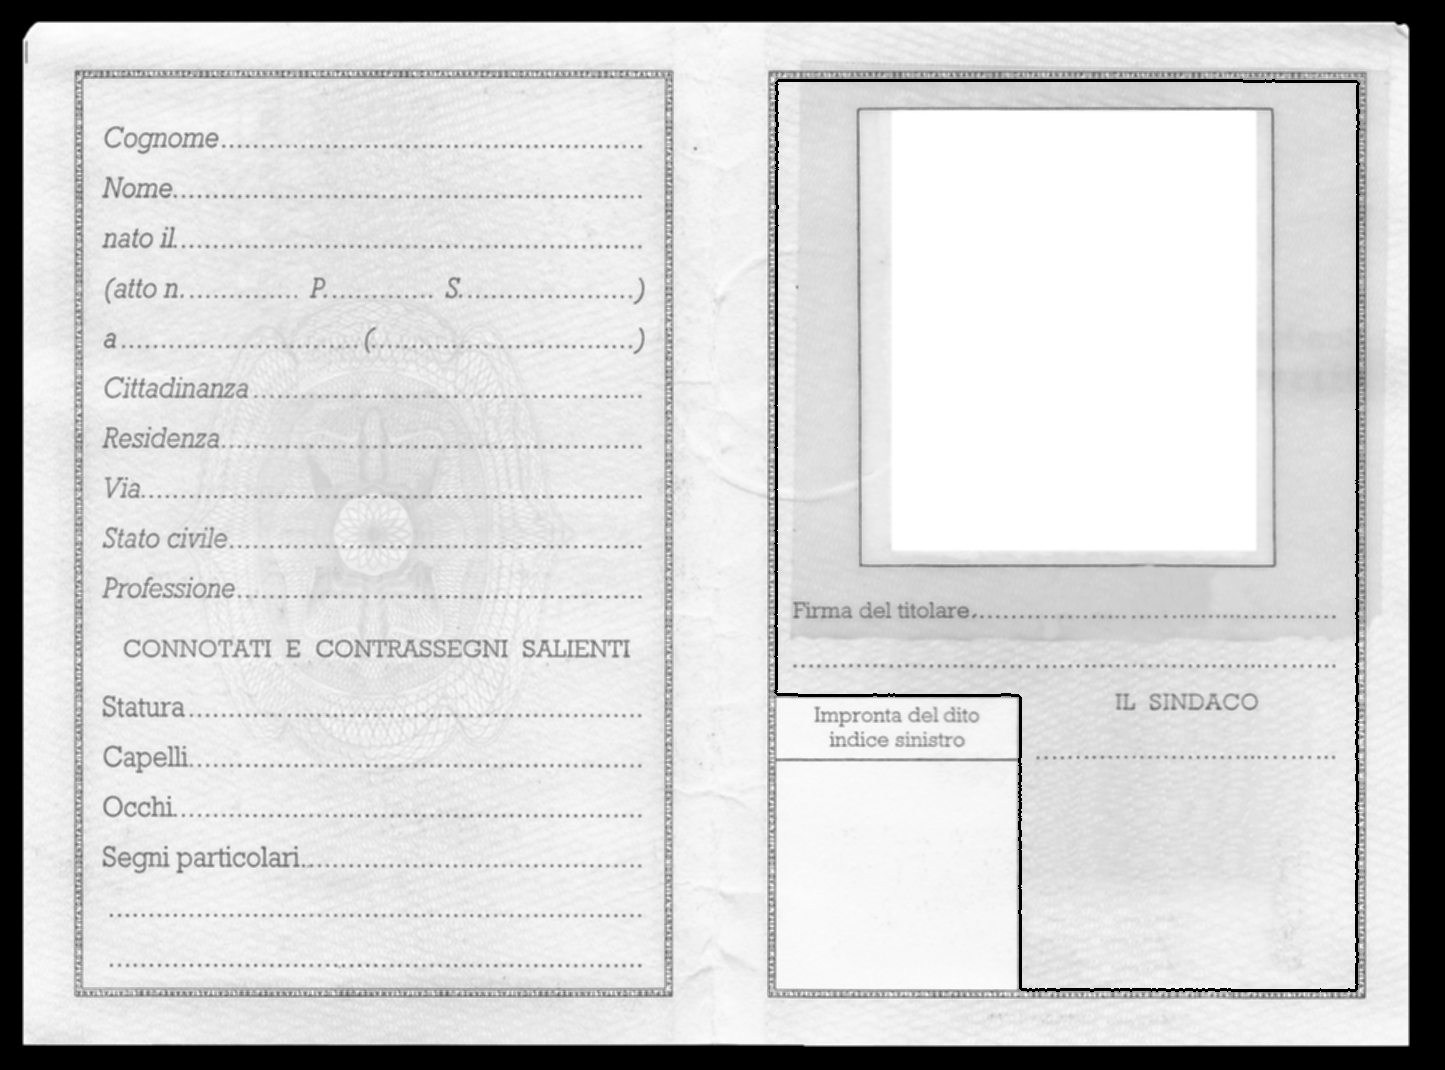 Cognome
Nome
nato il
(atto n. P. S. )
a ( )
Cittadinanza
Residenza
Via
Stato civile
Professione
CONNOTATI E CONTRASSEGNI SALIENTI
Statura
Capelli
Occhi
Segni particolari
Firma del titolare
IL SINDACO
Impronta del dito
indice sinistro